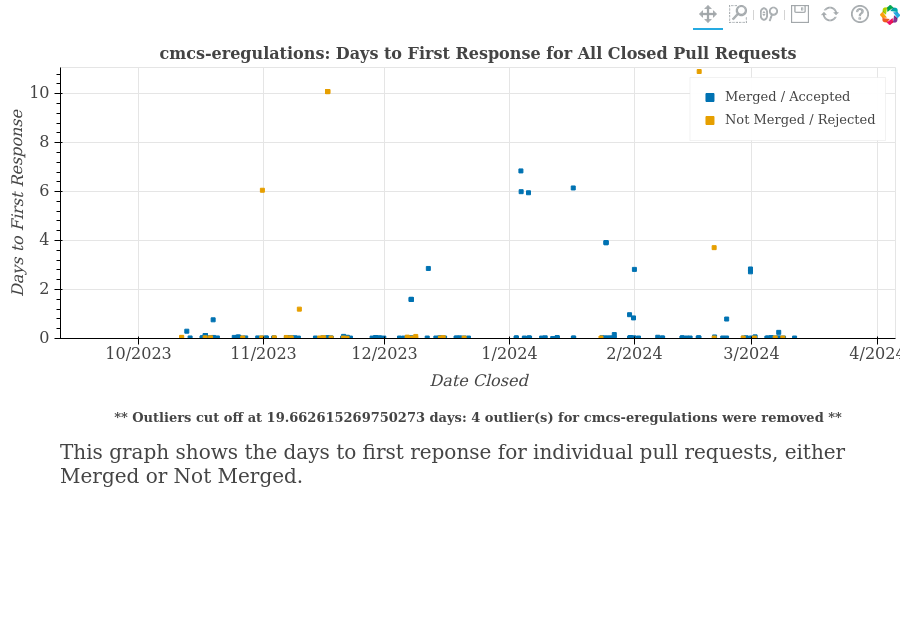 cmcs-eregulations: Days to First Response for All Closed Pull Requests
Merged / Accepted
Not Merged / Rejected
Days to First Response
10
8
6
4
2
0
10/2023
11/2023
12/2023
1/2024
2/2024
3/2024
4/2024
Date Closed
** Outliers cut off at 19.662615269750273 days: 4 outlier(s) for cmcs-eregulations were removed **
This graph shows the days to first reponse for individual pull requests, either
Merged or Not Merged.